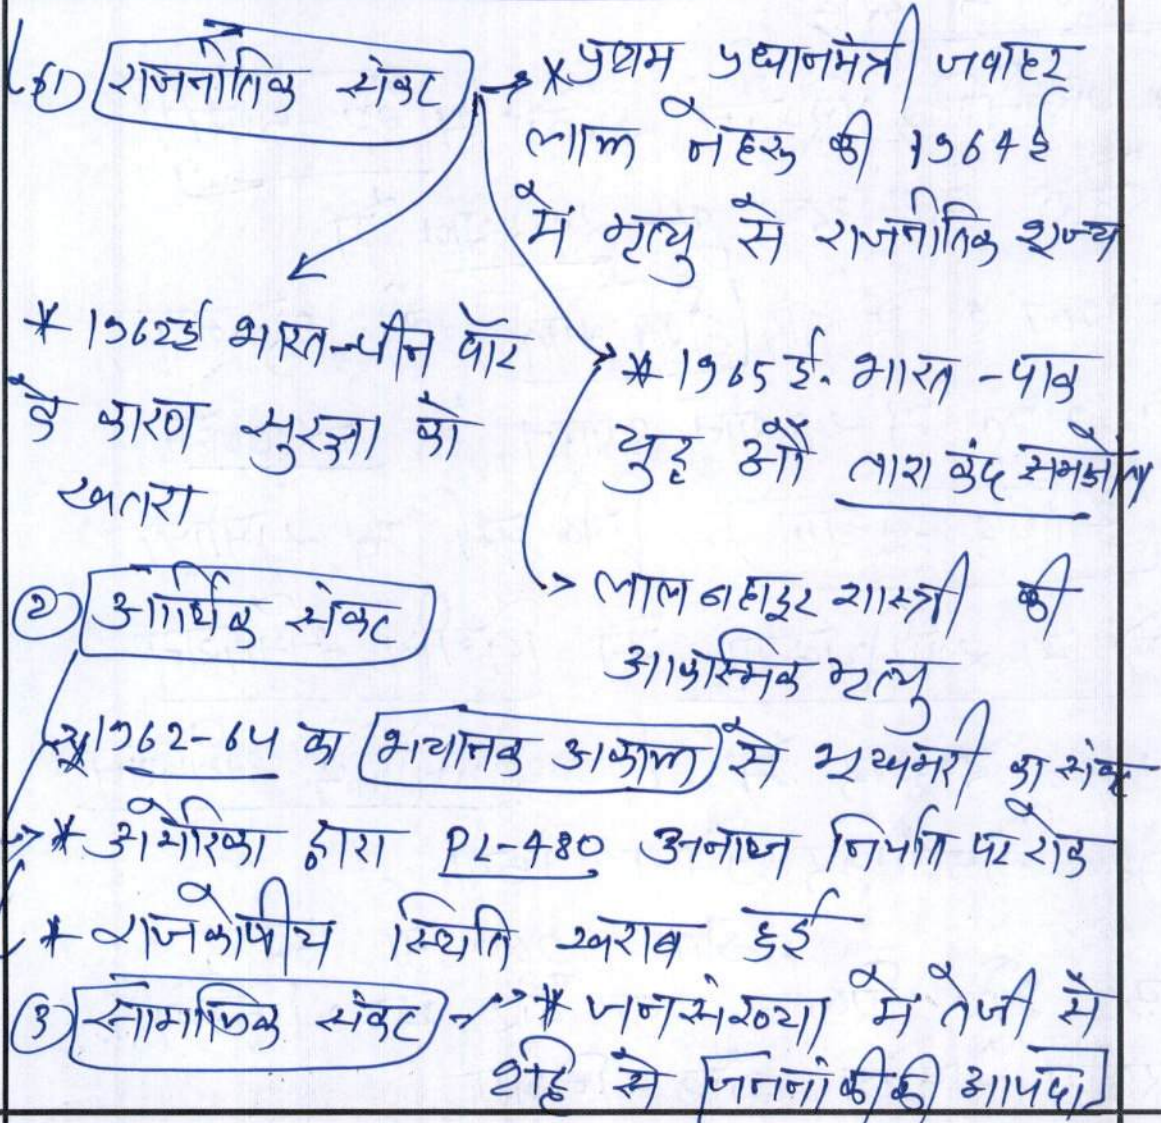 (1) राजनीतिक संकट
* प्रथम प्रधानमंत्री जवाहर
लाल नेहरू की 1964 ई
में मृत्यु से राजनीतिक शून्य
* 1962 ई भारत-चीन वॉर
के कारण सुरक्षा को
खतरा
* 1965 ई. भारत - पाक
युद्ध औ ताशकंद समझौता
लाल बहादुर शास्त्री की
आकस्मिक मृत्यु
(2) आर्थिक संकट
* 1962-64 का भयानक अकाल से भूखमरी का संकट
* अमेरिका द्वारा PL-480 अनाज निर्यात पर रोक
* राजकोषीय स्थिति खराब हुई
(3) सामाजिक संकट
* जनसंख्या में तेजी से
वृद्धि से जननांकीकी आपदा